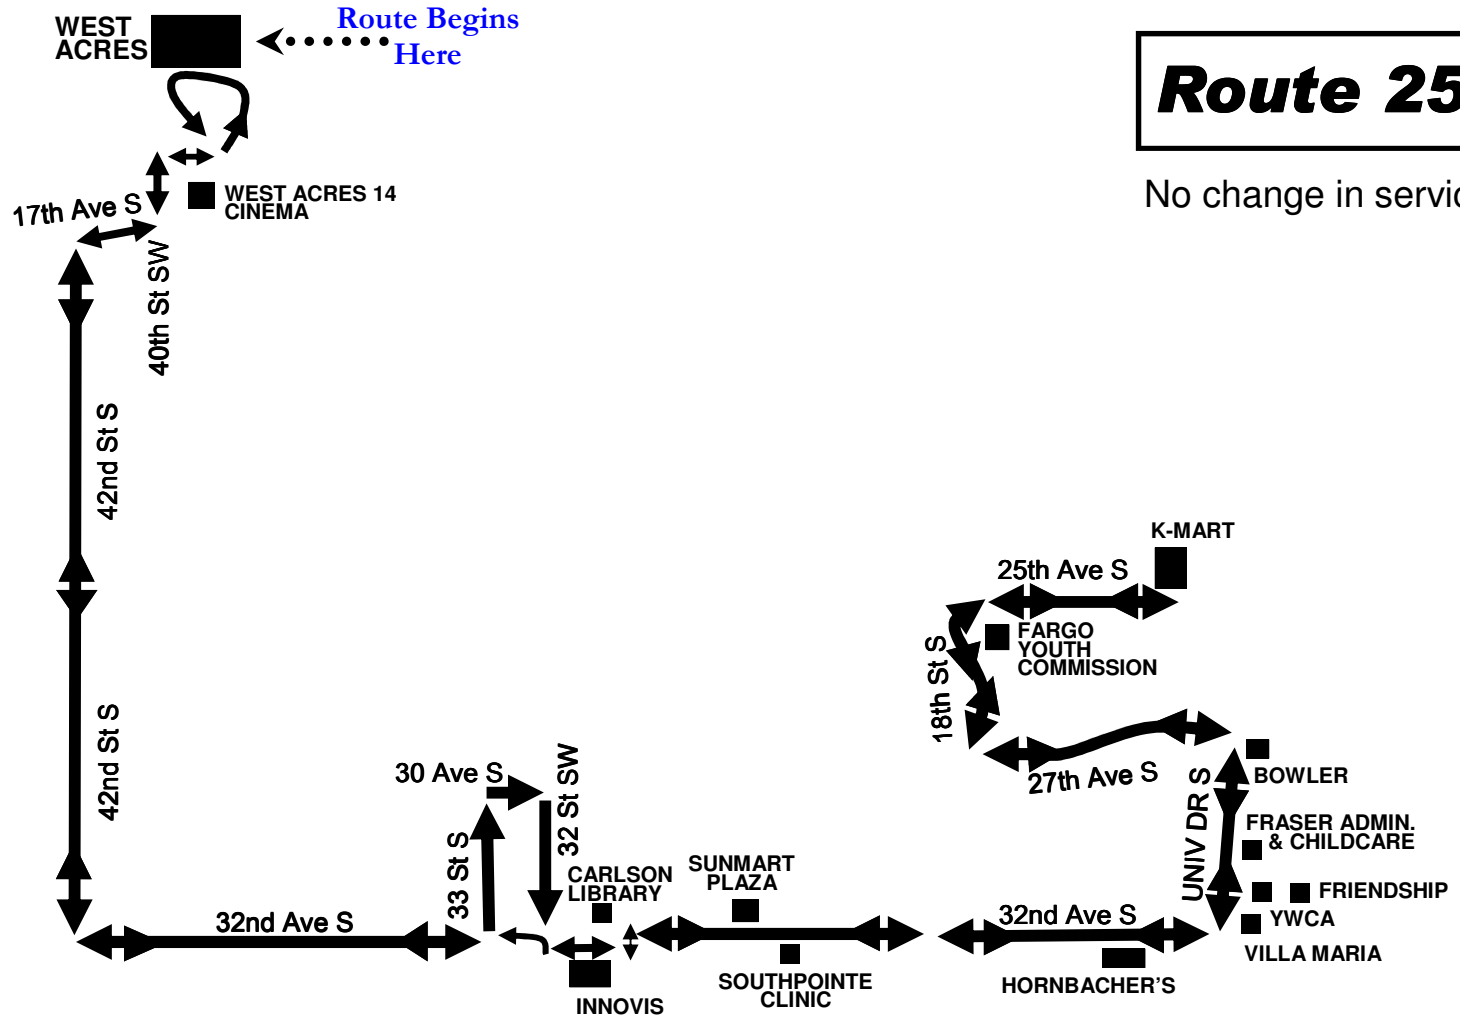 WEST
ACRES
Route Begins
Here
Route 25
No change in servic
WEST ACRES 14
CINEMA
17th Ave S
40th St SW
42nd St S
42nd St S
32nd Ave S
33 St S
30 Ave S
32 St SW
CARLSON
LIBRARY
INNOVIS
SUNMART
PLAZA
SOUTHPOINTE
CLINIC
32nd Ave S
HORNBACHER'S
K-MART
25th Ave S
FARGO
YOUTH
COMMISSION
18th St S
27th Ave S
UNIV DR S
BOWLER
FRASER ADMIN.
& CHILDCARE
FRIENDSHIP
YWCA
VILLA MARIA